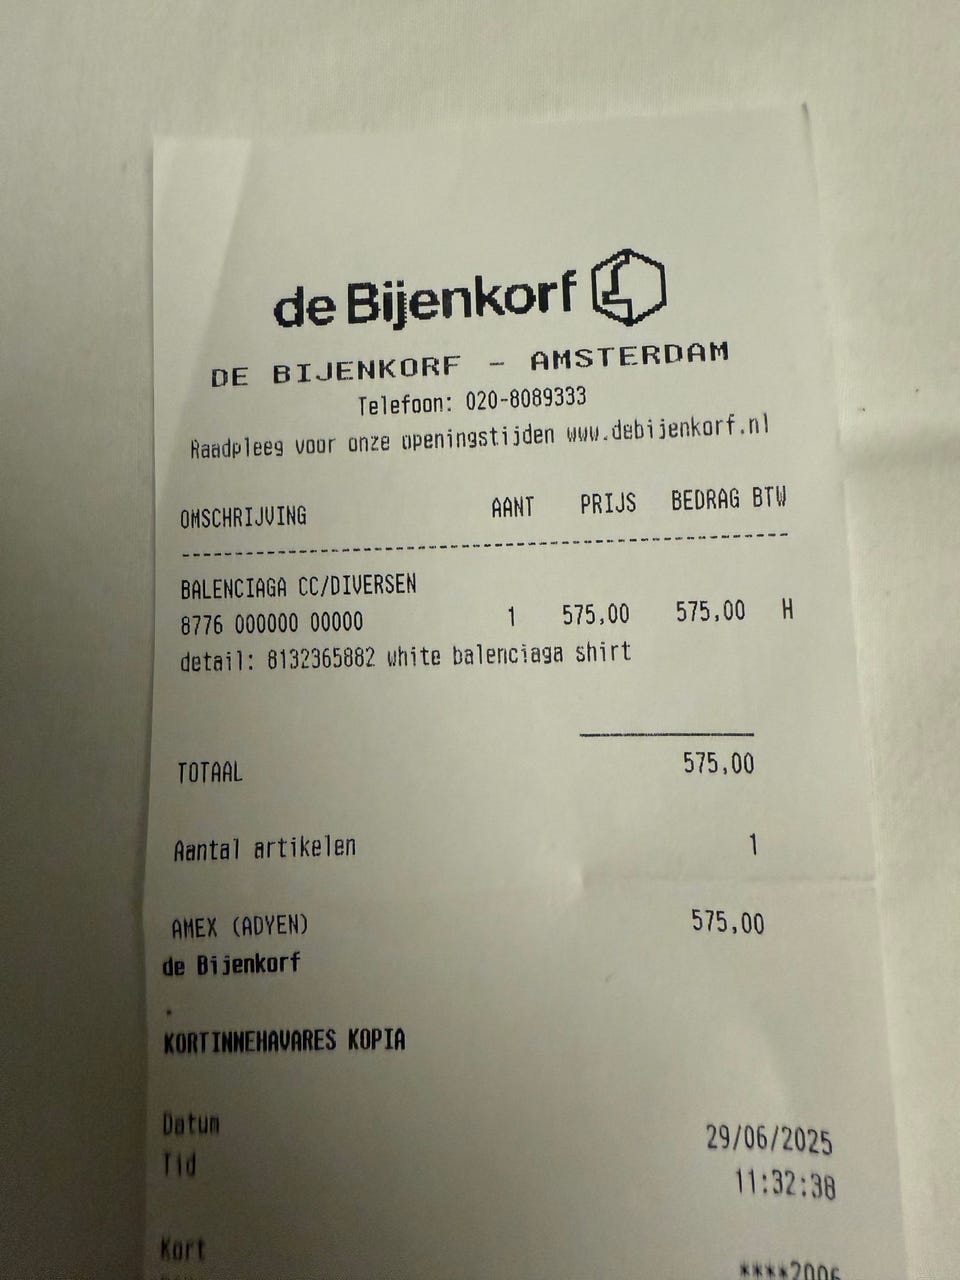 de Bijenkorf
DE BIJENKORF - AMSTERDAM
Telefoon: 020-8089333
Raadpleeg voor onze openingstijden www.debijenkorf.nl
OMSCHRIJVING AANT PRIJS BEDRAG BTW
------------------------------------------------------------
BALENCIAGA CC/DIVERSEN
8776 000000 00000 1 575,00 575,00 H
detail: 8132365882 white balenciaga shirt
TOTAAL 575,00
Aantal artikelen 1
AMEX (ADYEN) 575,00
de Bijenkorf
.
KORTINNEHAVARES KOPIA
Datum 29/06/2025
Tid 11:32:38
Kort ****2006